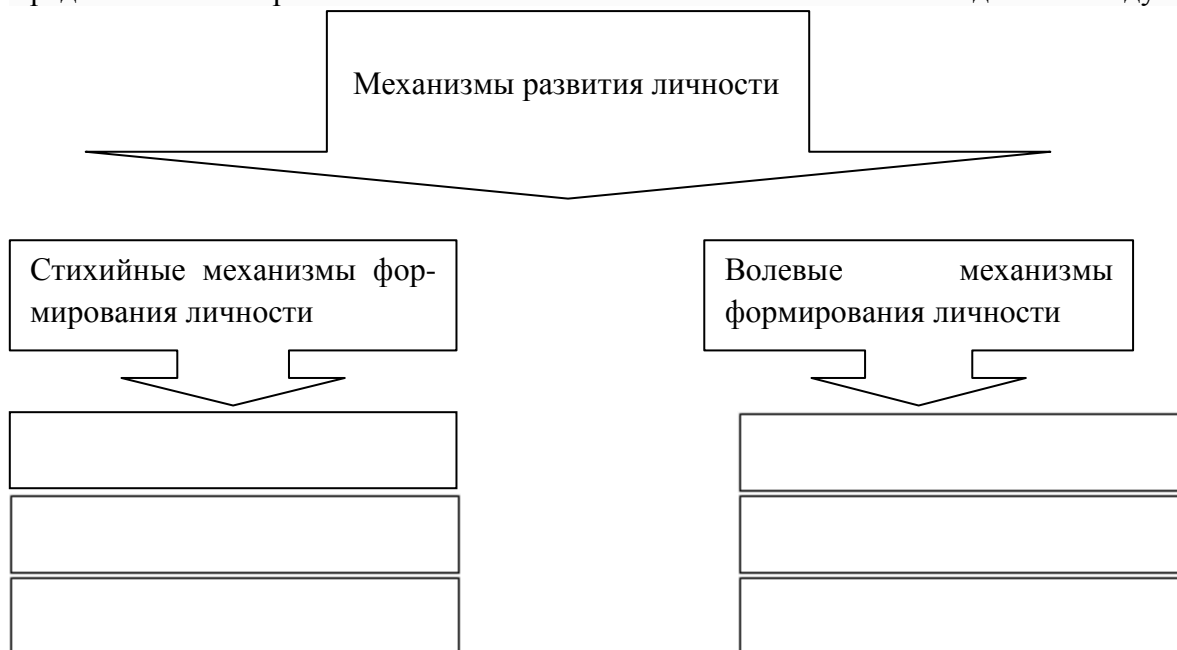 Механизмы развития личности
Стихийные механизмы фор-
мирования личности
Волевые механизмы
формирования личности